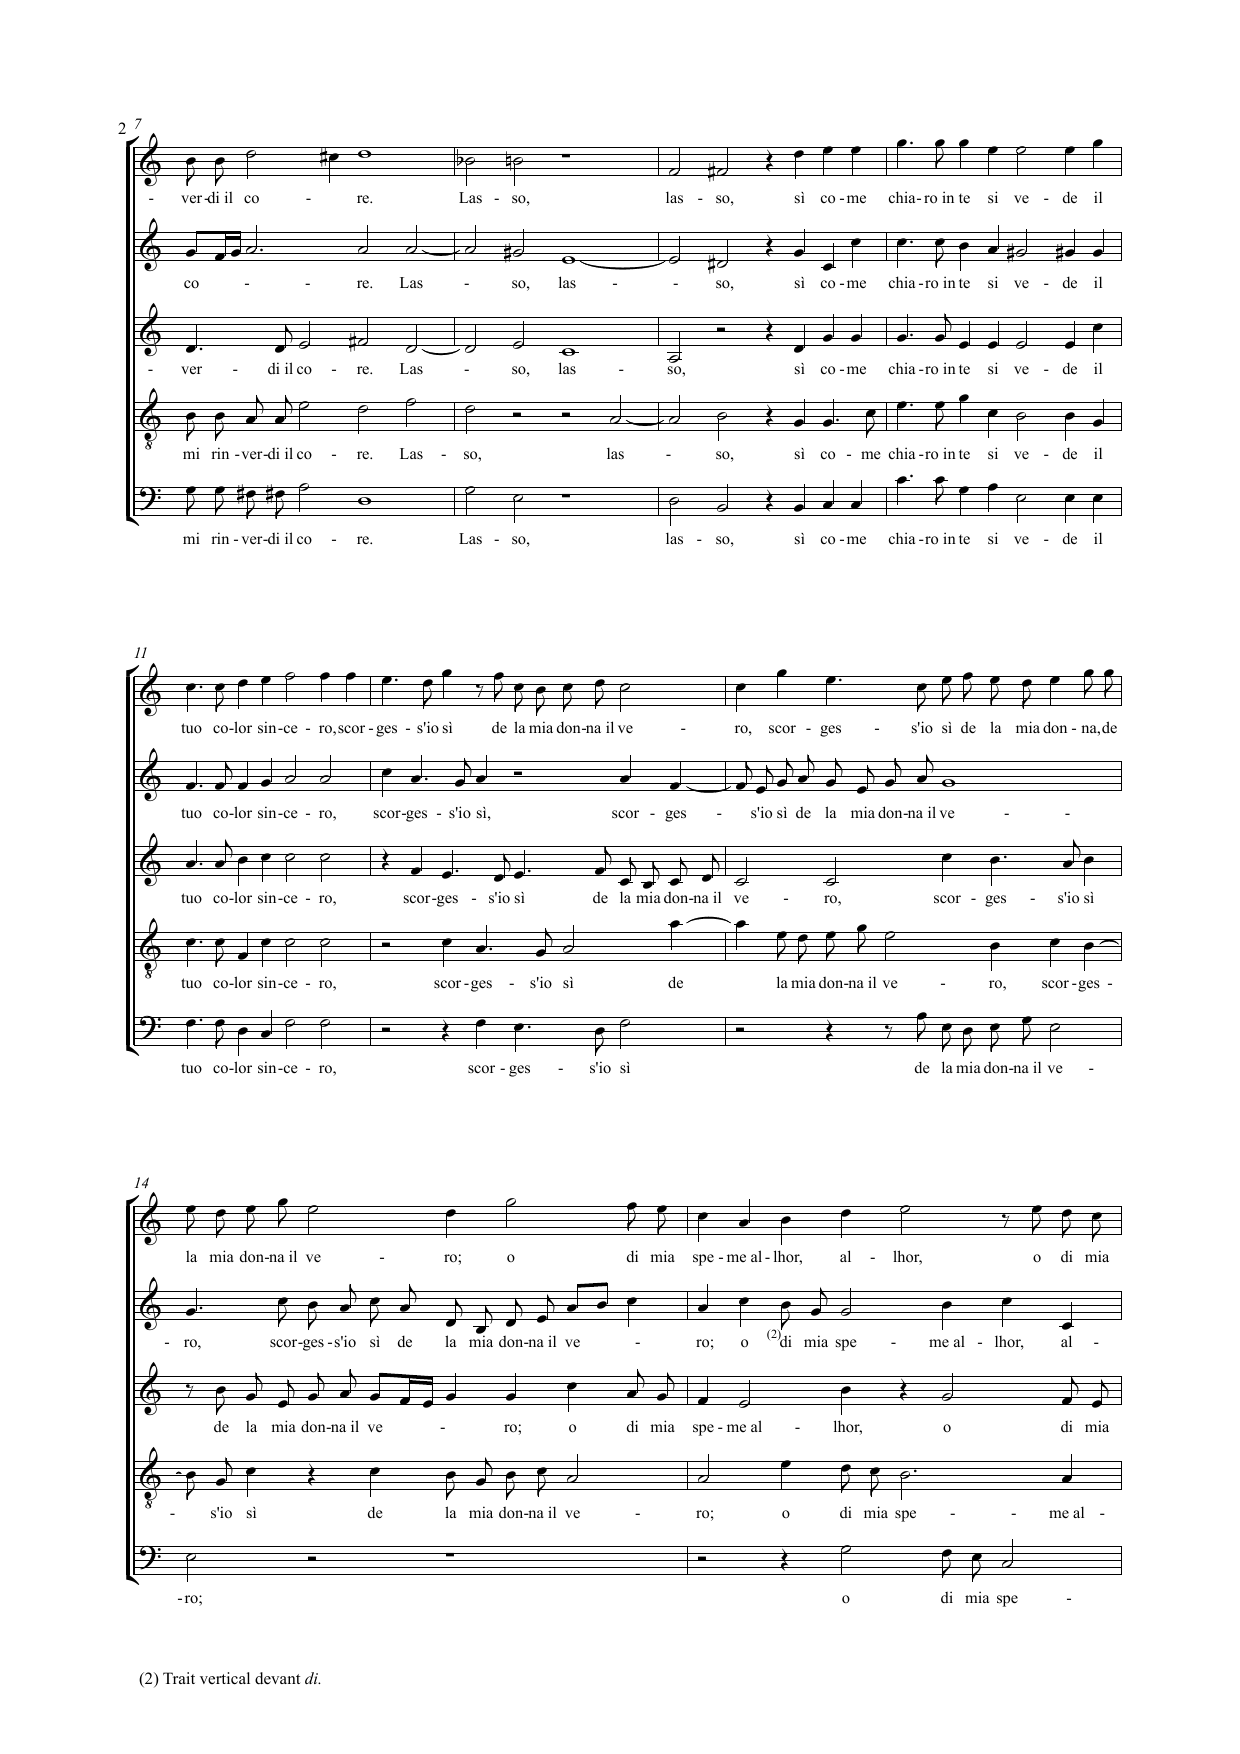 2 7
- ver-di il co - re. Las - so, las - so, sì co - me chia - ro in te si ve - de il
co - - - re. Las - so, las - - so, sì co - me chia - ro in te si ve - de il
- ver - di il co - re. Las - so, las - so, sì co - me chia - ro in te si ve - de il
8
mi rin - ver - di il co - re. Las - so, las - so, sì co - me chia - ro in te si ve - de il
mi rin - ver - di il co - re. Las - so, las - so, sì co - me chia - ro in te si ve - de il
11
tuo co-lor sin-ce - ro, scor - ges - s'io sì de la mia don-na il ve - ro, scor - ges - s'io sì de la mia don - na, de
tuo co-lor sin-ce - ro, scor-ges - s'io sì, scor - ges - s'io sì de la mia don-na il ve - -
tuo co-lor sin-ce - ro, scor-ges - s'io sì de la mia don-na il ve - ro, scor - ges - s'io sì
8
tuo co-lor sin-ce - ro, scor-ges - s'io sì de la mia don-na il ve - ro, scor-ges -
tuo co-lor sin-ce - ro, scor - ges - s'io sì de la mia don-na il ve -
14
la mia don-na il ve - ro; o di mia spe - me al - lhor, al - lhor, o di mia
- ro, scor-ges - s'io sì de la mia don-na il ve - ro; o (2) di mia spe - me al - lhor, al -
de la mia don-na il ve - ro; o di mia spe - me al - lhor, o di mia
8
- s'io sì de la mia don-na il ve - ro; o di mia spe - - me al -
- ro; o di mia spe -
(2) Trait vertical devant di.